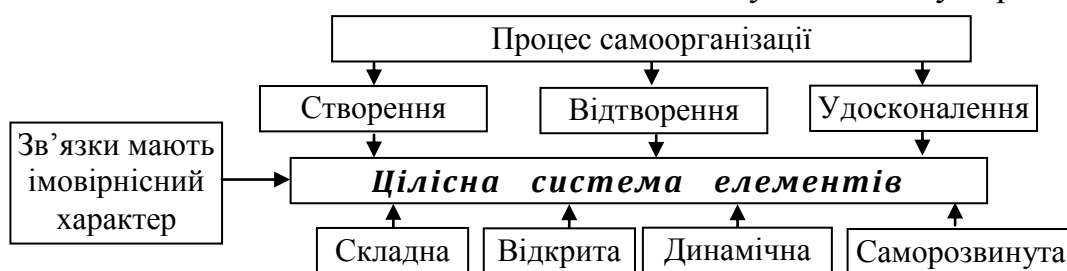 Процес самоорганізації
Створення
Відтворення
Удосконалення
Зв’язки мають
імовірнісний
характер
Цілісна система елементів
Складна
Відкрита
Динамічна
Саморозвинута